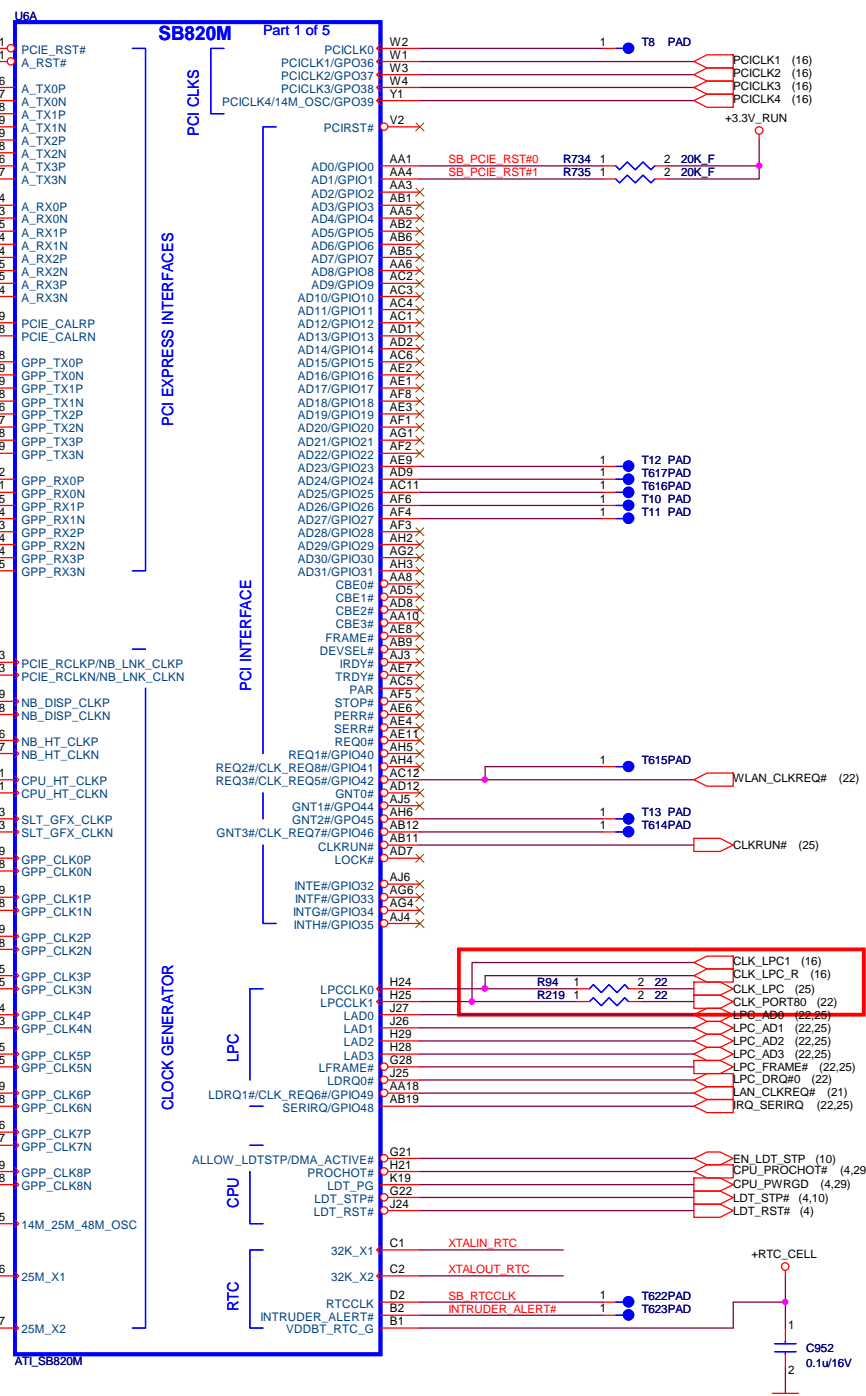 U6A
SB820M Part 1 of 5
PCI EXPRESS INTERFACES
CLOCK GENERATOR
PCIE_RST#
A_RST#
A_TX0P
A_TX0N
A_TX1P
A_TX1N
A_TX2P
A_TX2N
A_TX3P
A_TX3N
A_RX0P
A_RX0N
A_RX1P
A_RX1N
A_RX2P
A_RX2N
A_RX3P
A_RX3N
PCIE_CALRP
PCIE_CALRN
GPP_TX0P
GPP_TX0N
GPP_TX1P
GPP_TX1N
GPP_TX2P
GPP_TX2N
GPP_TX3P
GPP_TX3N
GPP_RX0P
GPP_RX0N
GPP_RX1P
GPP_RX1N
GPP_RX2P
GPP_RX2N
GPP_RX3P
GPP_RX3N
PCIE_RCLKP/NB_LNK_CLKP
PCIE_RCLKN/NB_LNK_CLKN
NB_DISP_CLKP
NB_DISP_CLKN
NB_HT_CLKP
NB_HT_CLKN
CPU_HT_CLKP
CPU_HT_CLKN
SLT_GFX_CLKP
SLT_GFX_CLKN
GPP_CLK0P
GPP_CLK0N
GPP_CLK1P
GPP_CLK1N
GPP_CLK2P
GPP_CLK2N
GPP_CLK3P
GPP_CLK3N
GPP_CLK4P
GPP_CLK4N
GPP_CLK5P
GPP_CLK5N
GPP_CLK6P
GPP_CLK6N
GPP_CLK7P
GPP_CLK7N
GPP_CLK8P
GPP_CLK8N
14M_25M_48M_OSC
25M_X1
25M_X2
ATI_SB820M
PCI CLKS
PCI INTERFACE
LPC
CPU
RTC
PCICLK0 W2 1 T8 PAD
PCICLK1/GPO36 W1 PCICLK1 (16)
PCICLK2/GPO37 W3 PCICLK2 (16)
PCICLK3/GPO38 W4 PCICLK3 (16)
PCICLK4/14M_OSC/GPO39 Y1 PCICLK4 (16)
+3.3V_RUN
PCIRST# V2
AD0/GPIO0 AA1 SB_PCIE_RST#0 R734 1 2 20K_F
AD1/GPIO1 AA4 SB_PCIE_RST#1 R735 1 2 20K_F
AD2/GPIO2 AA3
AD3/GPIO3 AB1
AD4/GPIO4 AA5
AD5/GPIO5 AB2
AD6/GPIO6 AB6
AD7/GPIO7 AB5
AD8/GPIO8 AA6
AD9/GPIO9 AC2
AD10/GPIO10 AC3
AD11/GPIO11 AC4
AD12/GPIO12 AC1
AD13/GPIO13 AD1
AD14/GPIO14 AD2
AD15/GPIO15 AC6
AD16/GPIO16 AE2
AD17/GPIO17 AE1
AD18/GPIO18 AF8
AD19/GPIO19 AE3
AD20/GPIO20 AF1
AD21/GPIO21 AG1
AD22/GPIO22 AF2
AD23/GPIO23 AE9 1 T12 PAD
AD24/GPIO24 AD9 1 T617PAD
AD25/GPIO25 AC11 1 T616PAD
AD26/GPIO26 AF6 1 T10 PAD
AD27/GPIO27 AF4 1 T11 PAD
AD28/GPIO28 AF3
AD29/GPIO29 AH2
AD30/GPIO30 AG2
AD31/GPIO31 AH3
CBE0# AA8
CBE1# AD5
CBE2# AD8
CBE3# AA10
FRAME# AE8
DEVSEL# AB9
IRDY# AJ3
TRDY# AE7
PAR AC5
STOP# AF5
PERR# AE6
SERR# AE4
REQ0# AE11
REQ1#/GPIO40 AH5
REQ2#/CLK_REQ8#/GPIO41 AH4 1 T615PAD
REQ3#/CLK_REQ5#/GPIO42 AC12 WLAN_CLKREQ# (22)
GNT0# AD12
GNT1#/GPO44 AJ5
GNT2#/GPO45 AH6 1 T13 PAD
GNT3#/CLK_REQ7#/GPIO46 AB12 1 T614PAD
CLKRUN# AB11 CLKRUN# (25)
LOCK# AD7
INTE#/GPIO32 AJ6
INTF#/GPIO33 AG6
INTG#/GPIO34 AG4
INTH#/GPIO35 AJ4
CLK_LPC1 (16)
CLK_LPC_R (16)
LPCCLK0 H24 R94 1 2 22 CLK_LPC (25)
LPCCLK1 H25 R219 1 2 22 CLK_PORT80 (22)
LAD0 J27 LPC_AD0 (22,25)
LAD1 J26 LPC_AD1 (22,25)
LAD2 H29 LPC_AD2 (22,25)
LAD3 H28 LPC_AD3 (22,25)
LFRAME# G28 LPC_FRAME# (22,25)
LDRQ0# J25 LPC_DRQ#0 (22)
LDRQ1#/CLK_REQ6#/GPIO49 AA18 LAN_CLKREQ# (21)
SERIRQ/GPIO48 AB19 IRQ_SERIRQ (22,25)
ALLOW_LDTSTP/DMA_ACTIVE# G21 EN_LDT_STP (10)
PROCHOT# H21 CPU_PROCHOT# (4,29
LDT_PG K19 CPU_PWRGD (4,29)
LDT_STP# G22 LDT_STP# (4,10)
LDT_RST# J24 LDT_RST# (4)
32K_X1 C1 XTALIN_RTC
+RTC_CELL
32K_X2 C2 XTALOUT_RTC
RTCCLK D2 SB_RTCCLK 1 T622PAD
INTRUDER_ALERT# B2 INTRUDER_ALERT# 1 T623PAD
VDDBT_RTC_G B1
1
C952
0.1u/16V
2